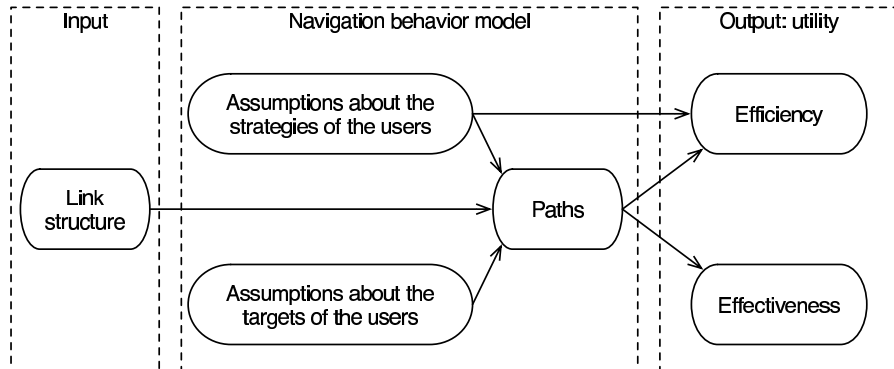 Input
Navigation behavior model
Output: utility
Assumptions about the
strategies of the users
Efficiency
Link
structure
Paths
Assumptions about the
targets of the users
Effectiveness